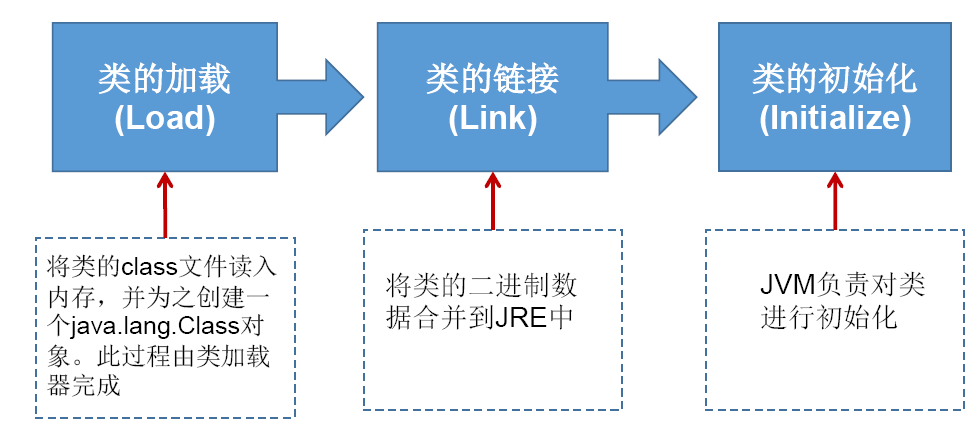 类的加载
(Load)
类的链接
(Link)
类的初始化
(Initialize)
将类的class文件读入
内存，并为之创建一
个java.lang.Class对
象。此过程由类加载
器完成
将类的二进制数
据合并到JRE中
JVM负责对类
进行初始化